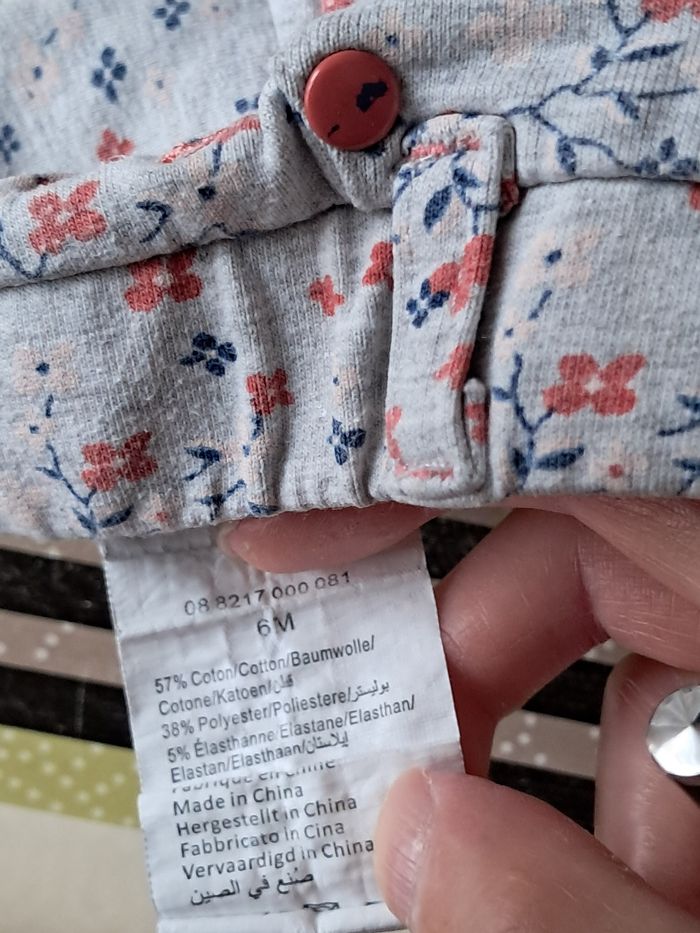 08 8217 000 081
6M
57% Coton/Cotton/Baumwolle/
Cotone/Katoen/قطن
38% Polyester/Poliestere/بوليستر
5% Élasthanne/Elastane/Elasthan/
Elastan/Elasthaan/إيلاستان
Made in China
Hergestellt in China
Fabbricato in Cina
Vervaardigd in China
صُنع في الصين